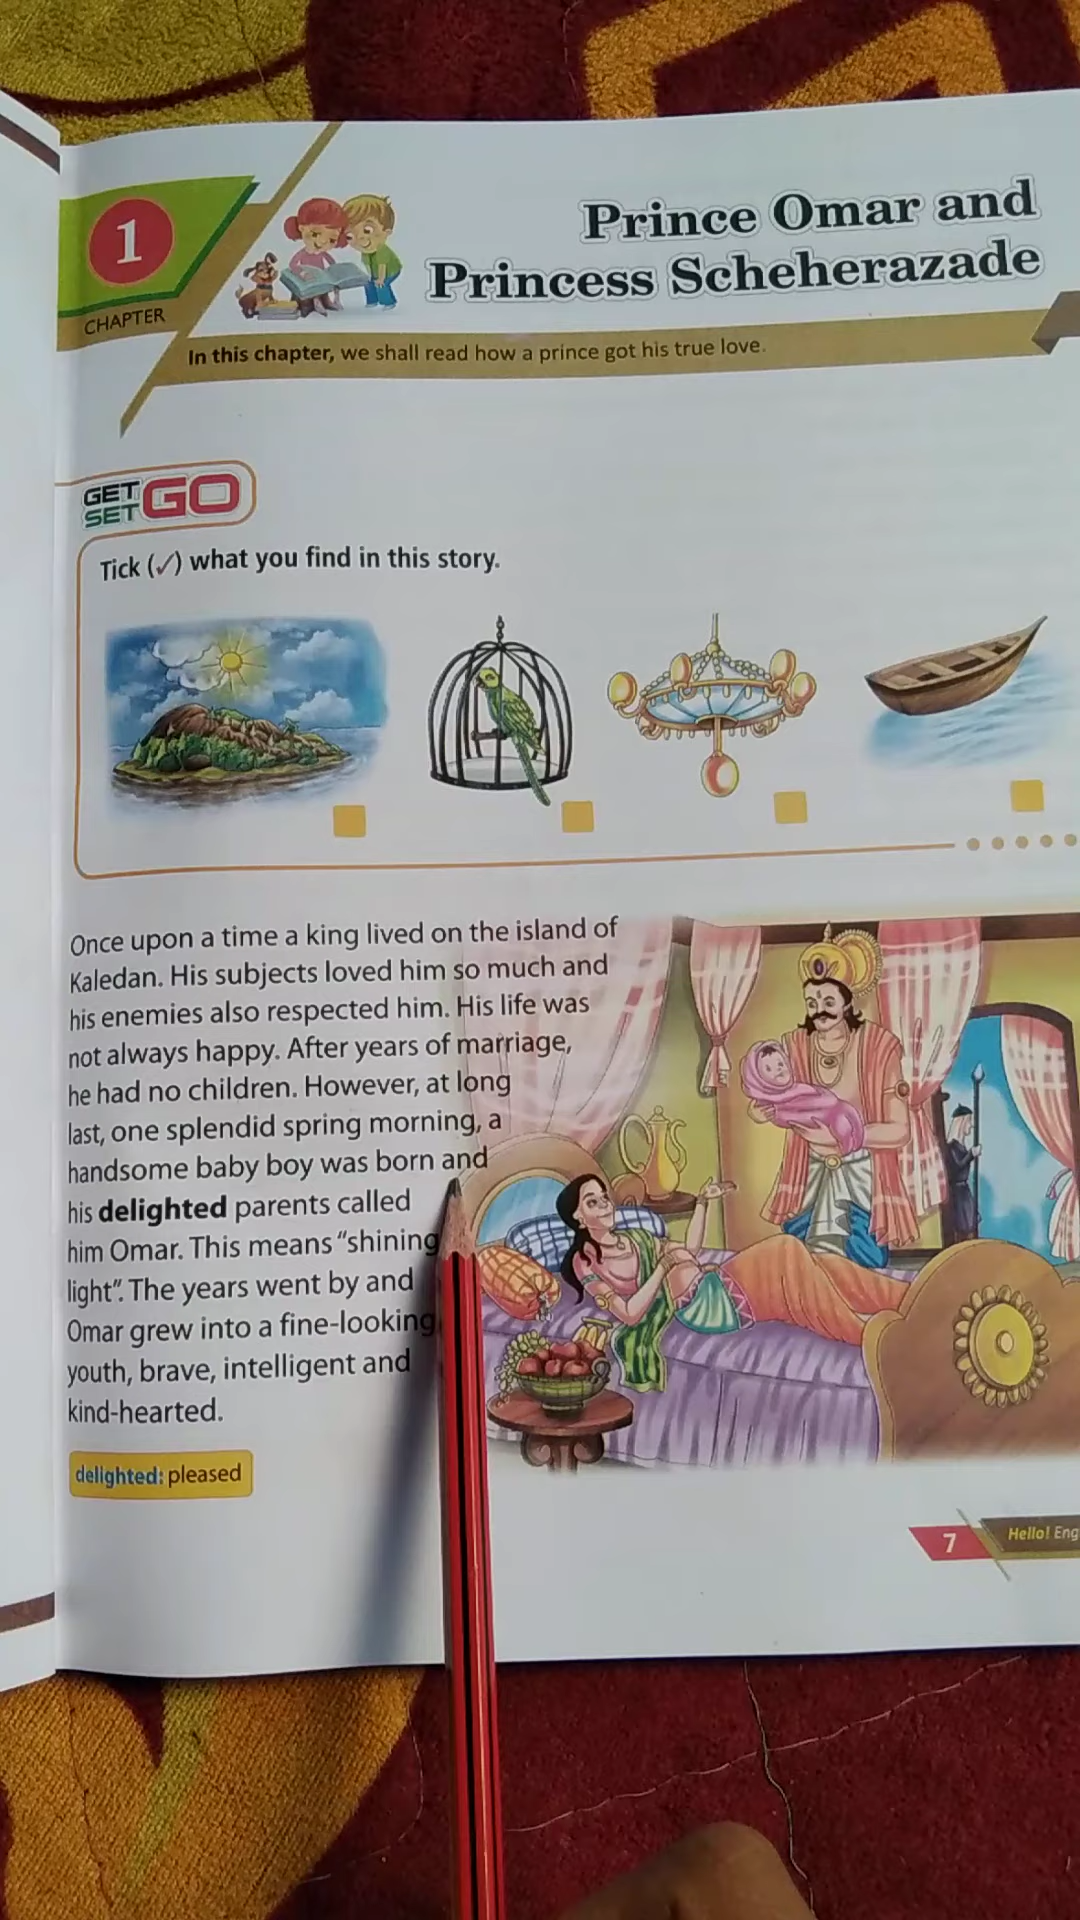 1
CHAPTER
Prince Omar and
Princess Scheherazade
In this chapter, we shall read how a prince got his true love.
GET SET GO
Tick (✓) what you find in this story.
Once upon a time a king lived on the island of
Kaledan. His subjects loved him so much and
his enemies also respected him. His life was
not always happy. After years of marriage,
he had no children. However, at long
last, one splendid spring morning, a
handsome baby boy was born and
his delighted parents called
him Omar. This means “shining
light”. The years went by and
Omar grew into a fine-looking
youth, brave, intelligent and
kind-hearted.
delighted: pleased
7
Hello! Eng